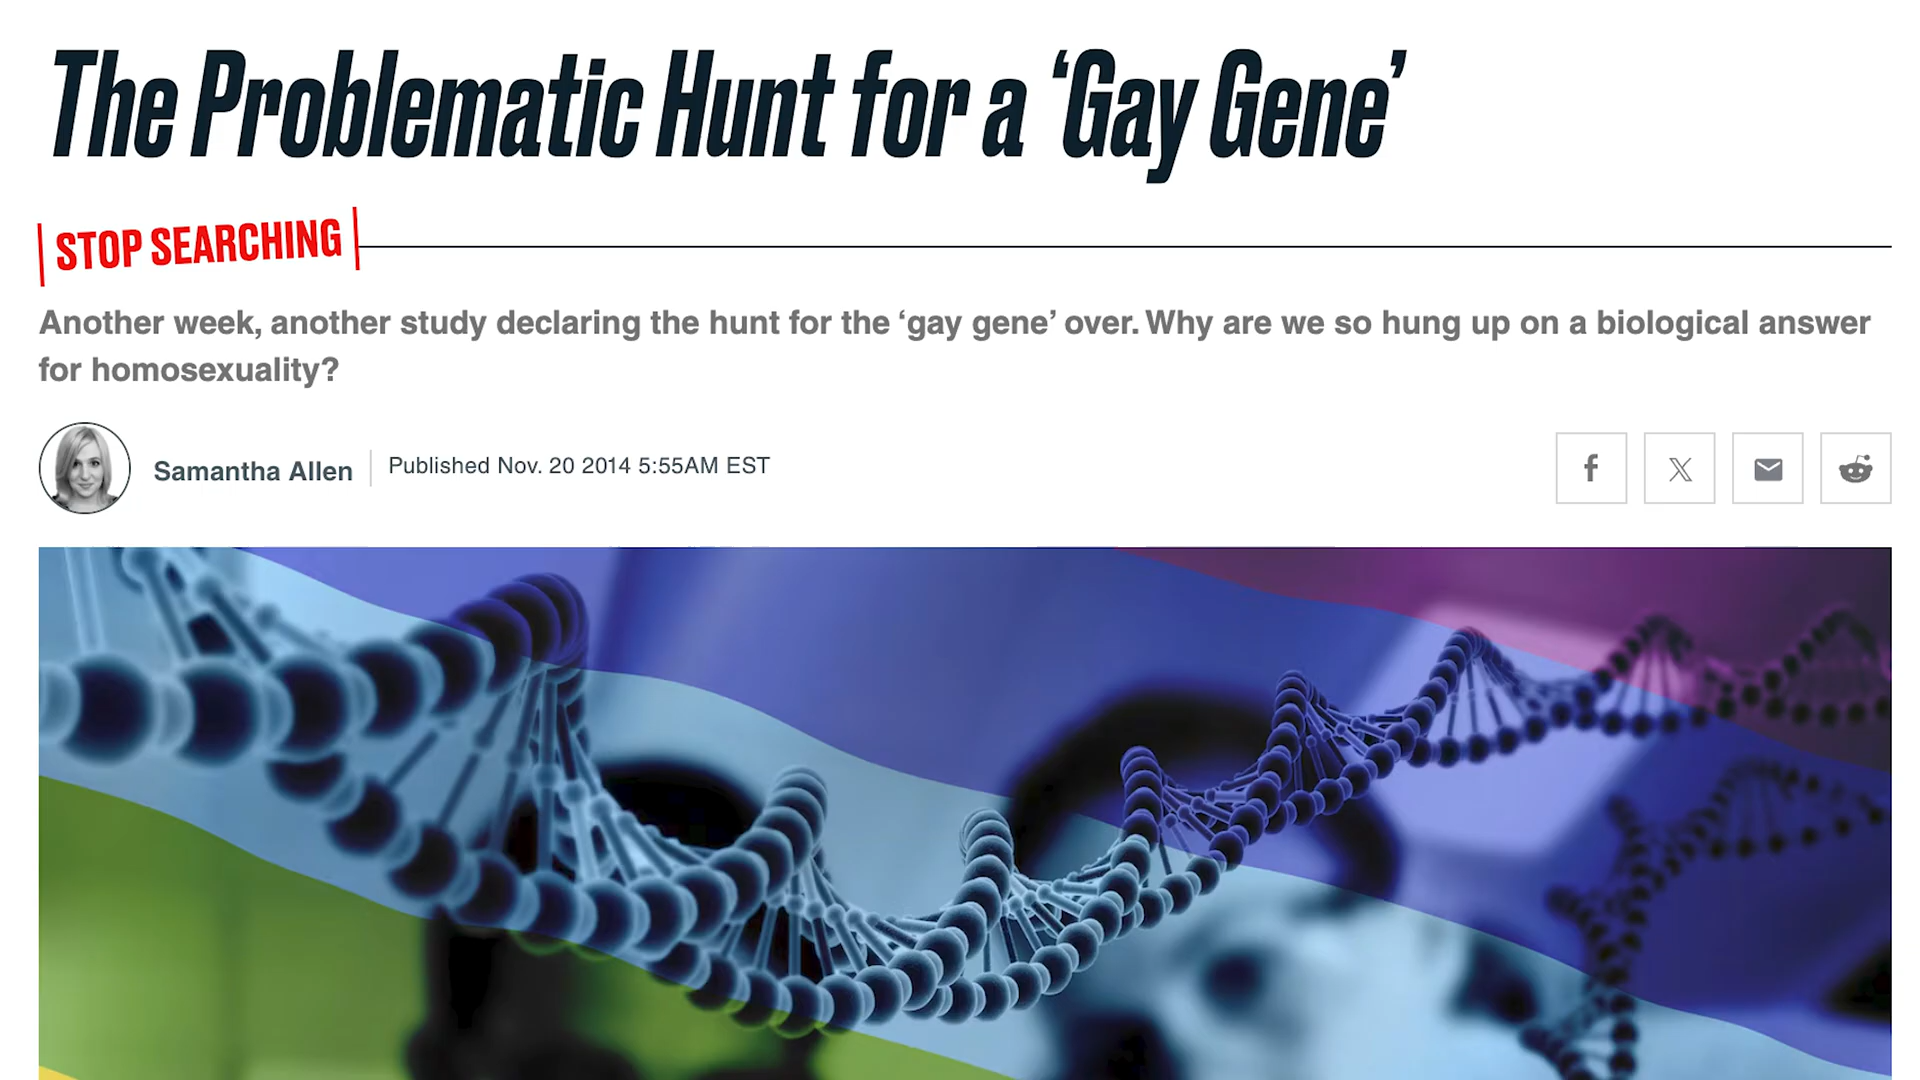 The Problematic Hunt for a ‘Gay Gene’
STOP SEARCHING
Another week, another study declaring the hunt for the ‘gay gene’ over. Why are we so hung up on a biological answer
for homosexuality?
Samantha Allen
Published Nov. 20 2014 5:55AM EST